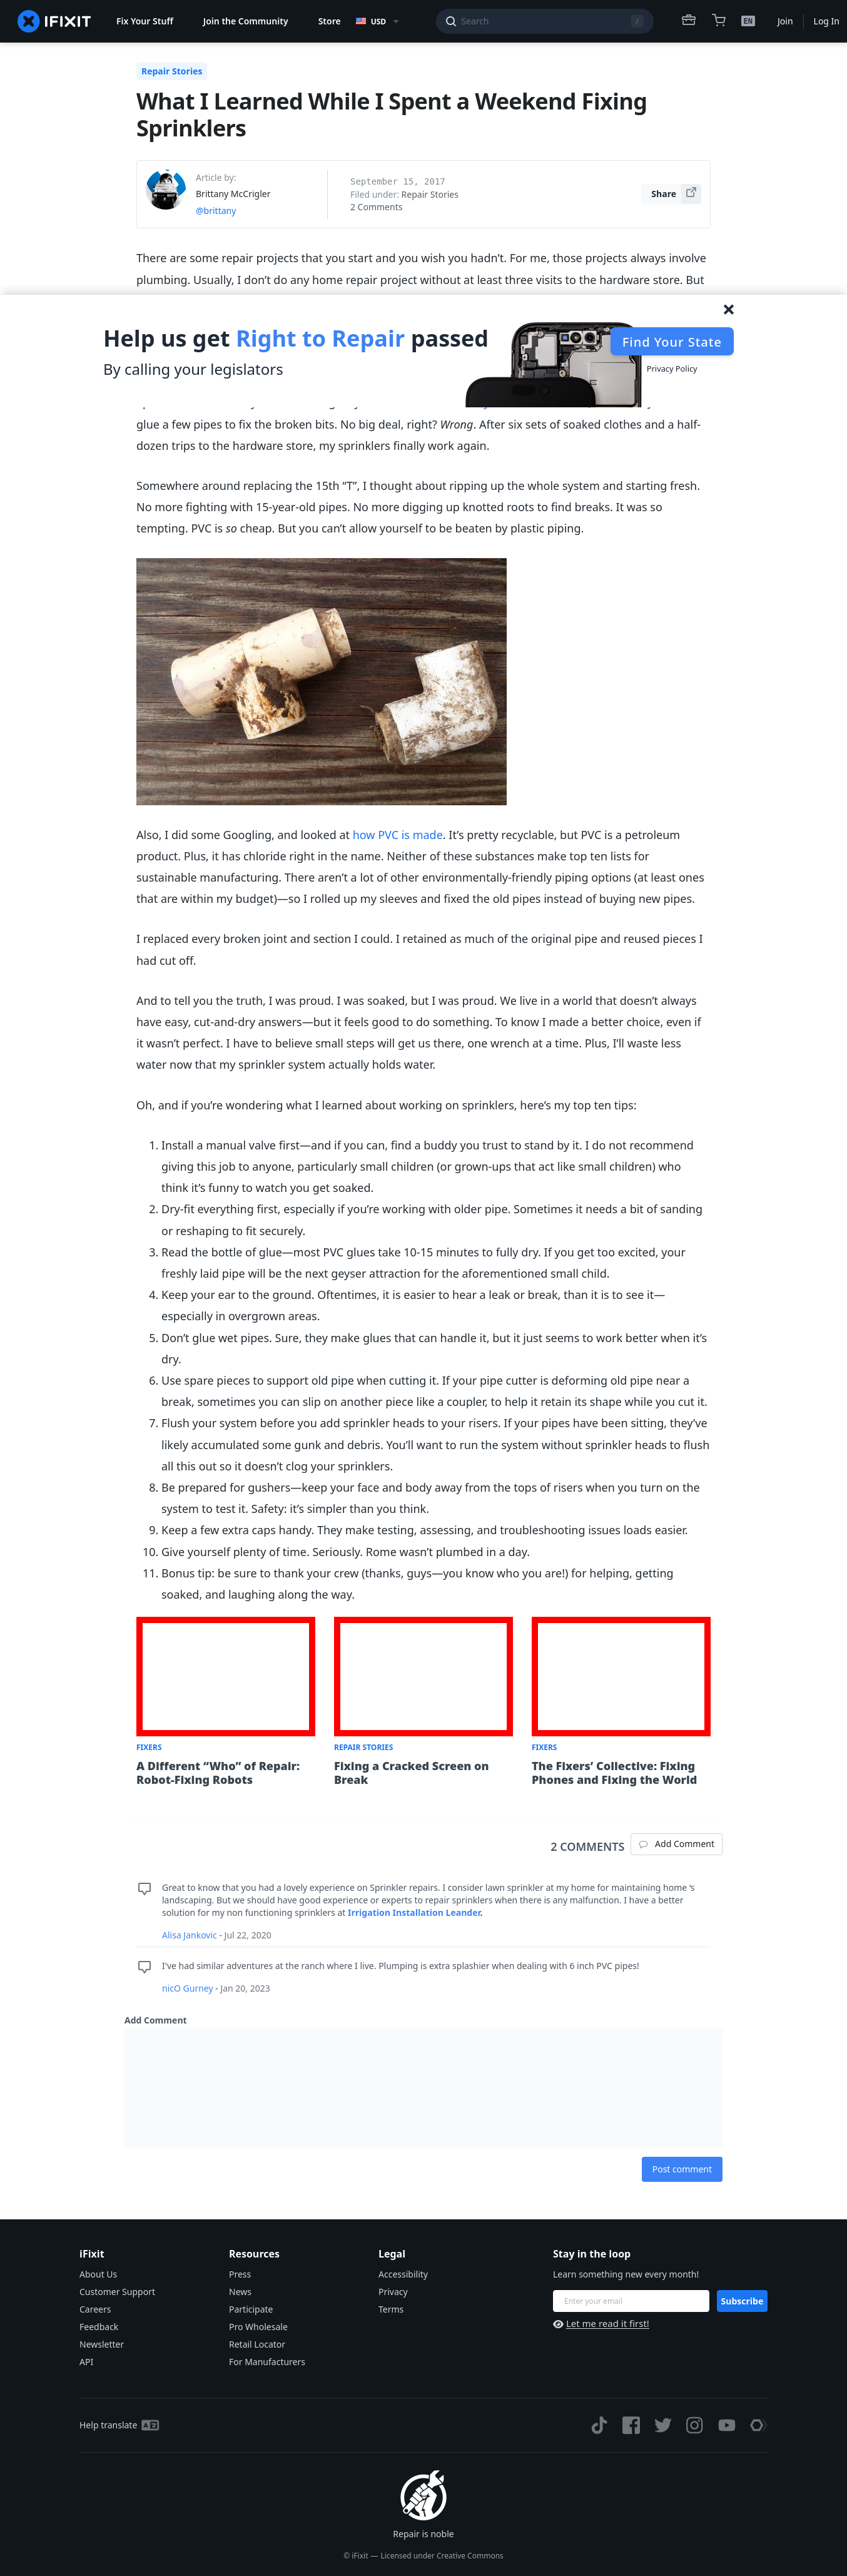 IFIXIT
Fix Your Stuff
Join the Community
Store
USD
Search
/
EN
Join
Log In
Repair Stories
What I Learned While I Spent a Weekend Fixing
Sprinklers
Article by:
Brittany McCrigler
@brittany
September 15, 2017
Filed under: Repair Stories
2 Comments
Share
There are some repair projects that you start and you wish you hadn’t. For me, those projects always involve
plumbing. Usually, I don’t do any home repair project without at least three visits to the hardware store. But
Help us get Right to Repair passed
By calling your legislators
Find Your State
Privacy Policy
glue a few pipes to fix the broken bits. No big deal, right? Wrong. After six sets of soaked clothes and a half-
dozen trips to the hardware store, my sprinklers finally work again.
Somewhere around replacing the 15th “T”, I thought about ripping up the whole system and starting fresh.
No more fighting with 15-year-old pipes. No more digging up knotted roots to find breaks. It was so
tempting. PVC is so cheap. But you can’t allow yourself to be beaten by plastic piping.
Also, I did some Googling, and looked at how PVC is made. It’s pretty recyclable, but PVC is a petroleum
product. Plus, it has chloride right in the name. Neither of these substances make top ten lists for
sustainable manufacturing. There aren’t a lot of other environmentally-friendly piping options (at least ones
that are within my budget)—so I rolled up my sleeves and fixed the old pipes instead of buying new pipes.
I replaced every broken joint and section I could. I retained as much of the original pipe and reused pieces I
had cut off.
And to tell you the truth, I was proud. I was soaked, but I was proud. We live in a world that doesn’t always
have easy, cut-and-dry answers—but it feels good to do something. To know I made a better choice, even if
it wasn’t perfect. I have to believe small steps will get us there, one wrench at a time. Plus, I’ll waste less
water now that my sprinkler system actually holds water.
Oh, and if you’re wondering what I learned about working on sprinklers, here’s my top ten tips:
1. Install a manual valve first—and if you can, find a buddy you trust to stand by it. I do not recommend
giving this job to anyone, particularly small children (or grown-ups that act like small children) who
think it’s funny to watch you get soaked.
2. Dry-fit everything first, especially if you’re working with older pipe. Sometimes it needs a bit of sanding
or reshaping to fit securely.
3. Read the bottle of glue—most PVC glues take 10-15 minutes to fully dry. If you get too excited, your
freshly laid pipe will be the next geyser attraction for the aforementioned small child.
4. Keep your ear to the ground. Oftentimes, it is easier to hear a leak or break, than it is to see it—
especially in overgrown areas.
5. Don’t glue wet pipes. Sure, they make glues that can handle it, but it just seems to work better when it’s
dry.
6. Use spare pieces to support old pipe when cutting it. If your pipe cutter is deforming old pipe near a
break, sometimes you can slip on another piece like a coupler, to help it retain its shape while you cut it.
7. Flush your system before you add sprinkler heads to your risers. If your pipes have been sitting, they’ve
likely accumulated some gunk and debris. You’ll want to run the system without sprinkler heads to flush
all this out so it doesn’t clog your sprinklers.
8. Be prepared for gushers—keep your face and body away from the tops of risers when you turn on the
system to test it. Safety: it’s simpler than you think.
9. Keep a few extra caps handy. They make testing, assessing, and troubleshooting issues loads easier.
10. Give yourself plenty of time. Seriously. Rome wasn’t plumbed in a day.
11. Bonus tip: be sure to thank your crew (thanks, guys—you know who you are!) for helping, getting
soaked, and laughing along the way.
FIXERS
A Different “Who” of Repair:
Robot-Fixing Robots
REPAIR STORIES
Fixing a Cracked Screen on
Break
FIXERS
The Fixers’ Collective: Fixing
Phones and Fixing the World
2 COMMENTS
Add Comment
Great to know that you had a lovely experience on Sprinkler repairs. I consider lawn sprinkler at my home for maintaining home ‘s
landscaping. But we should have good experience or experts to repair sprinklers when there is any malfunction. I have a better
solution for my non functioning sprinklers at Irrigation Installation Leander.
Alisa Jankovic - Jul 22, 2020
I’ve had similar adventures at the ranch where I live. Plumping is extra splashier when dealing with 6 inch PVC pipes!
nicO Gurney - Jan 20, 2023
Add Comment
Post comment
iFixit
About Us
Customer Support
Careers
Feedback
Newsletter
API
Resources
Press
News
Participate
Pro Wholesale
Retail Locator
For Manufacturers
Legal
Accessibility
Privacy
Terms
Stay in the loop
Learn something new every month!
Enter your email
Subscribe
Let me read it first!
Help translate
Repair is noble
© iFixit — Licensed under Creative Commons